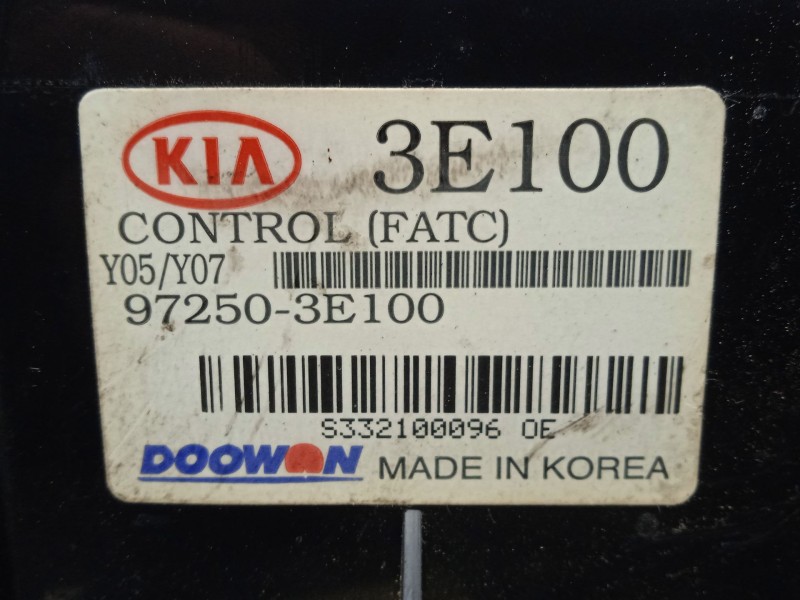 KIA 3E100
CONTROL (FATC)
Y05/Y07
97250-3E100
S332100096 0E
DOOWON MADE IN KOREA